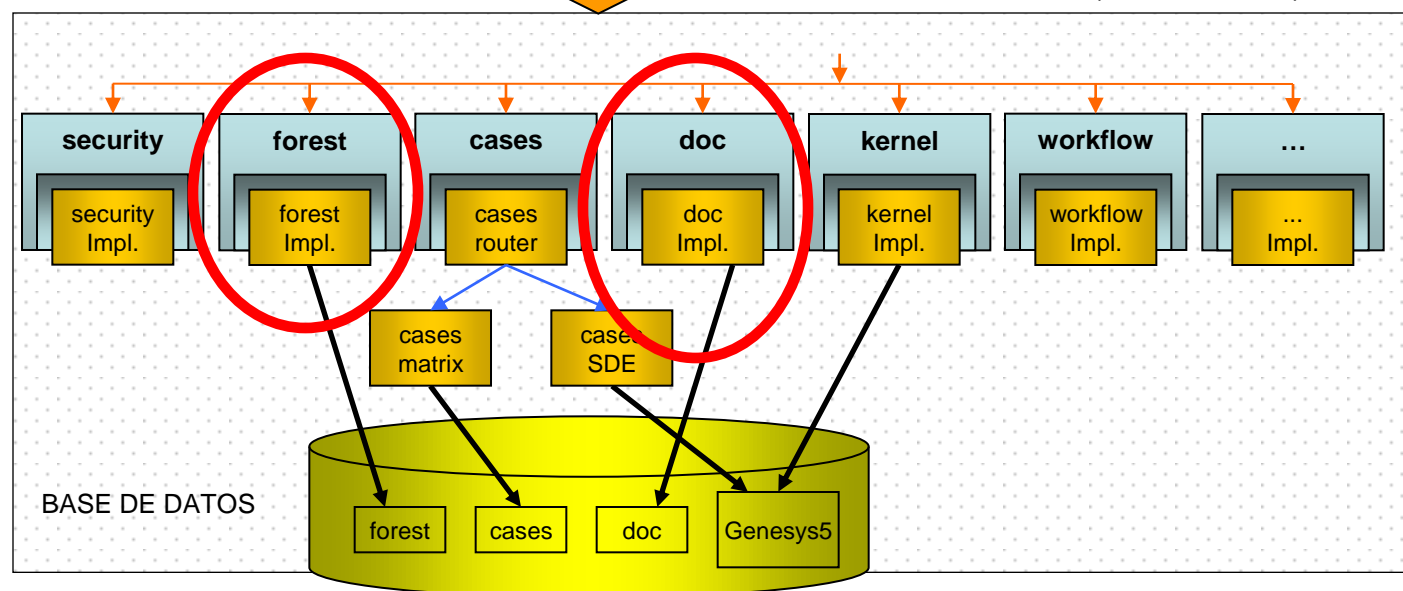 security
forest
cases
doc
kernel
workflow
...
security
Impl.
forest
Impl.
cases
router
doc
Impl.
kernel
Impl.
workflow
Impl.
...
Impl.
cases
matrix
cases
SDE
BASE DE DATOS
forest
cases
doc
Genesys5